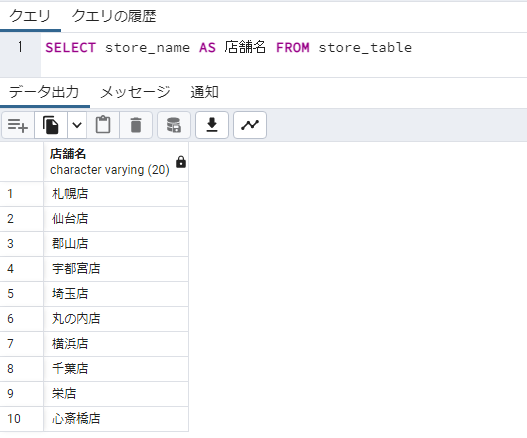 クエリ クエリの履歴
1 SELECT store_name AS 店舗名 FROM store_table
データ出力 メッセージ 通知
店舗名
character varying (20)
1 札幌店
2 仙台店
3 郡山店
4 宇都宮店
5 埼玉店
6 丸の内店
7 横浜店
8 千葉店
9 栄店
10 心斎橋店